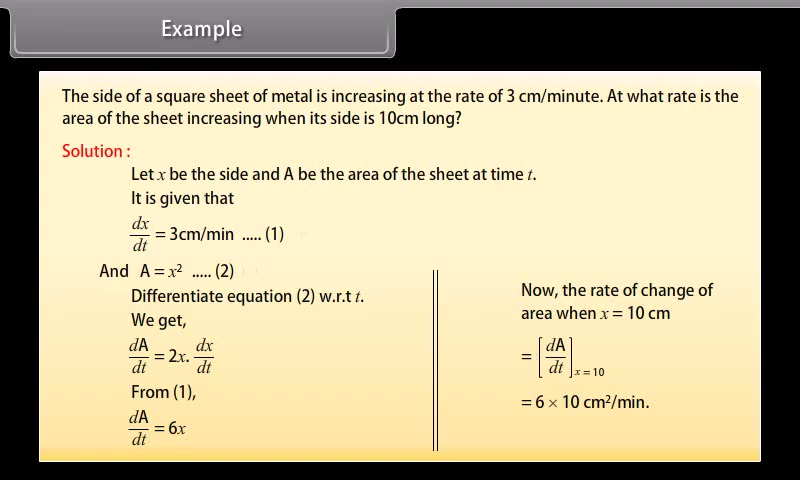 Example
The side of a square sheet of metal is increasing at the rate of 3 cm/minute. At what rate is the
area of the sheet increasing when its side is 10cm long?
Solution :
Let x be the side and A be the area of the sheet at time t.
It is given that
dx/dt = 3cm/min ..... (1)
And A = x² ..... (2)
Differentiate equation (2) w.r.t t.
We get,
dA/dt = 2x. dx/dt
From (1),
dA/dt = 6x
Now, the rate of change of
area when x = 10 cm
= [dA/dt]x = 10
= 6 × 10 cm²/min.